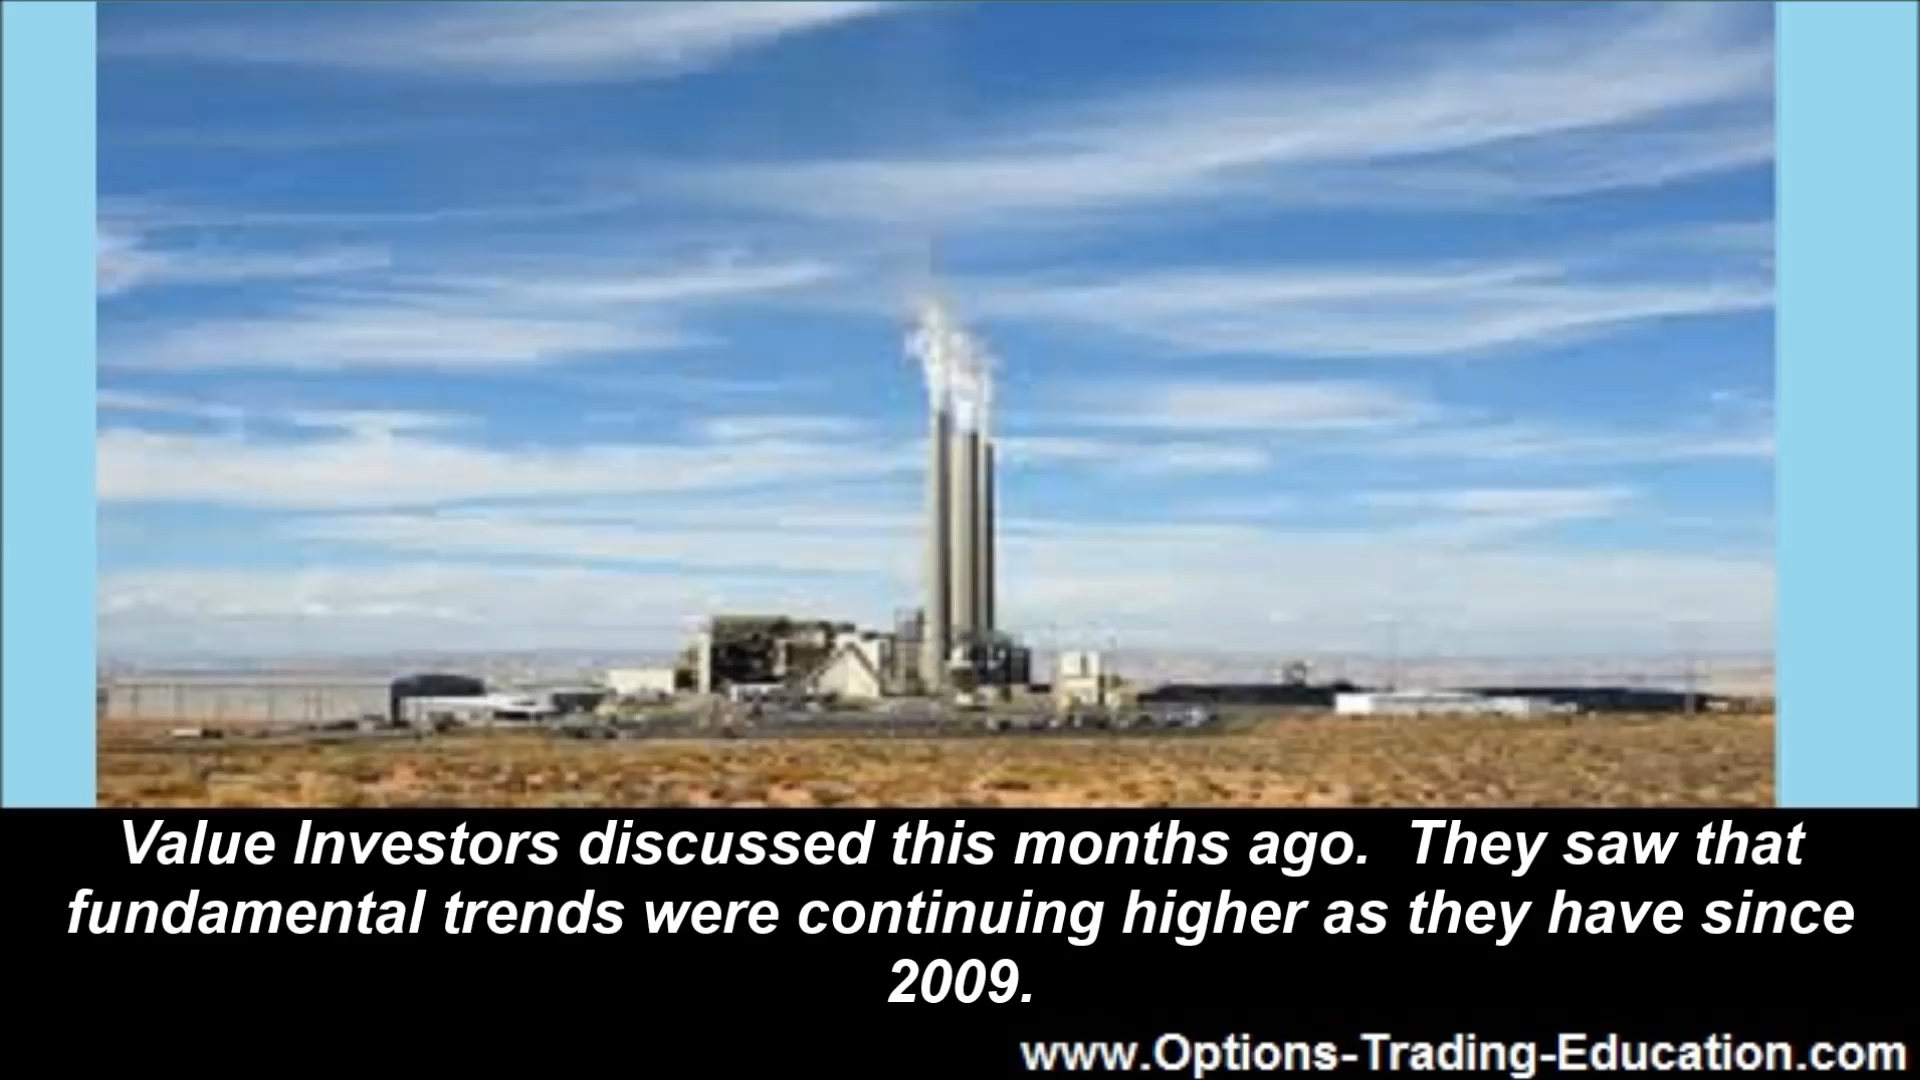 Value Investors discussed this months ago.  They saw that
fundamental trends were continuing higher as they have since
2009.
www.Options-Trading-Education.com